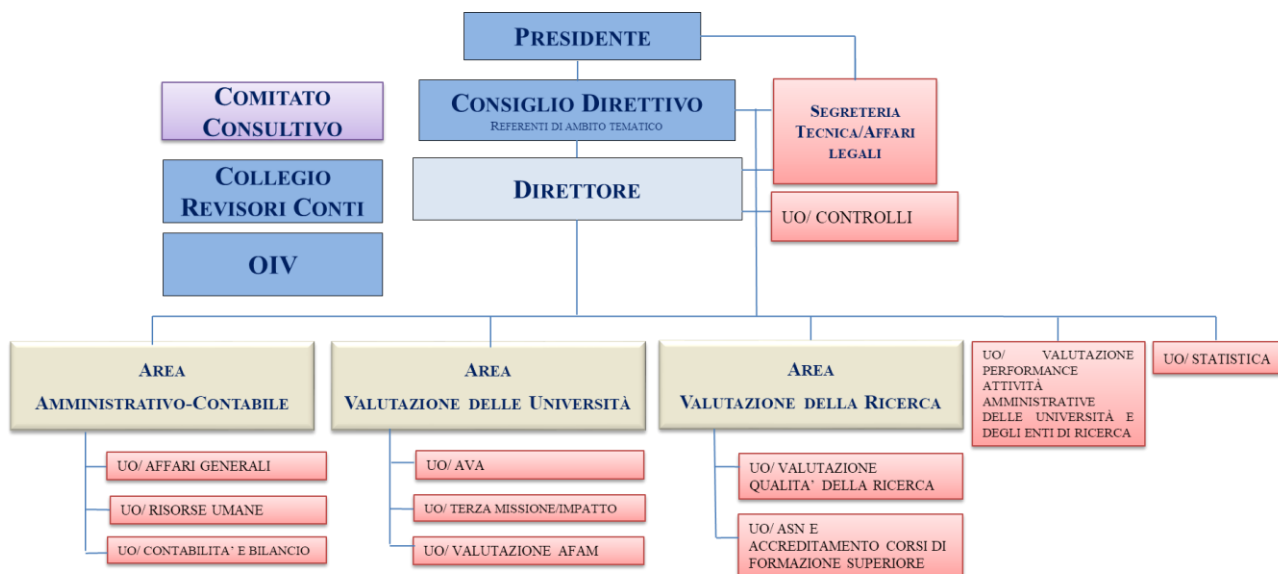 PRESIDENTE
COMITATO
CONSULTIVO
CONSIGLIO DIRETTIVO
REFERENTI DI AMBITO TEMATICO
SEGRETERIA
TECNICA/AFFARI
LEGALI
COLLEGIO
REVISORI CONTI
DIRETTORE
UO/ CONTROLLI
OIV
AREA
AMMINISTRATIVO-CONTABILE
UO/ AFFARI GENERALI
UO/ RISORSE UMANE
UO/ CONTABILITA’ E BILANCIO
AREA
VALUTAZIONE DELLE UNIVERSITÀ
UO/ AVA
UO/ TERZA MISSIONE/IMPATTO
UO/ VALUTAZIONE AFAM
AREA
VALUTAZIONE DELLA RICERCA
UO/ VALUTAZIONE
QUALITA’ DELLA RICERCA
UO/ ASN E
ACCREDITAMENTO CORSI DI
FORMAZIONE SUPERIORE
UO/ VALUTAZIONE
PERFORMANCE
ATTIVITÀ
AMMINISTRATIVE
DELLE UNIVERSITÀ E
DEGLI ENTI DI RICERCA
UO/ STATISTICA